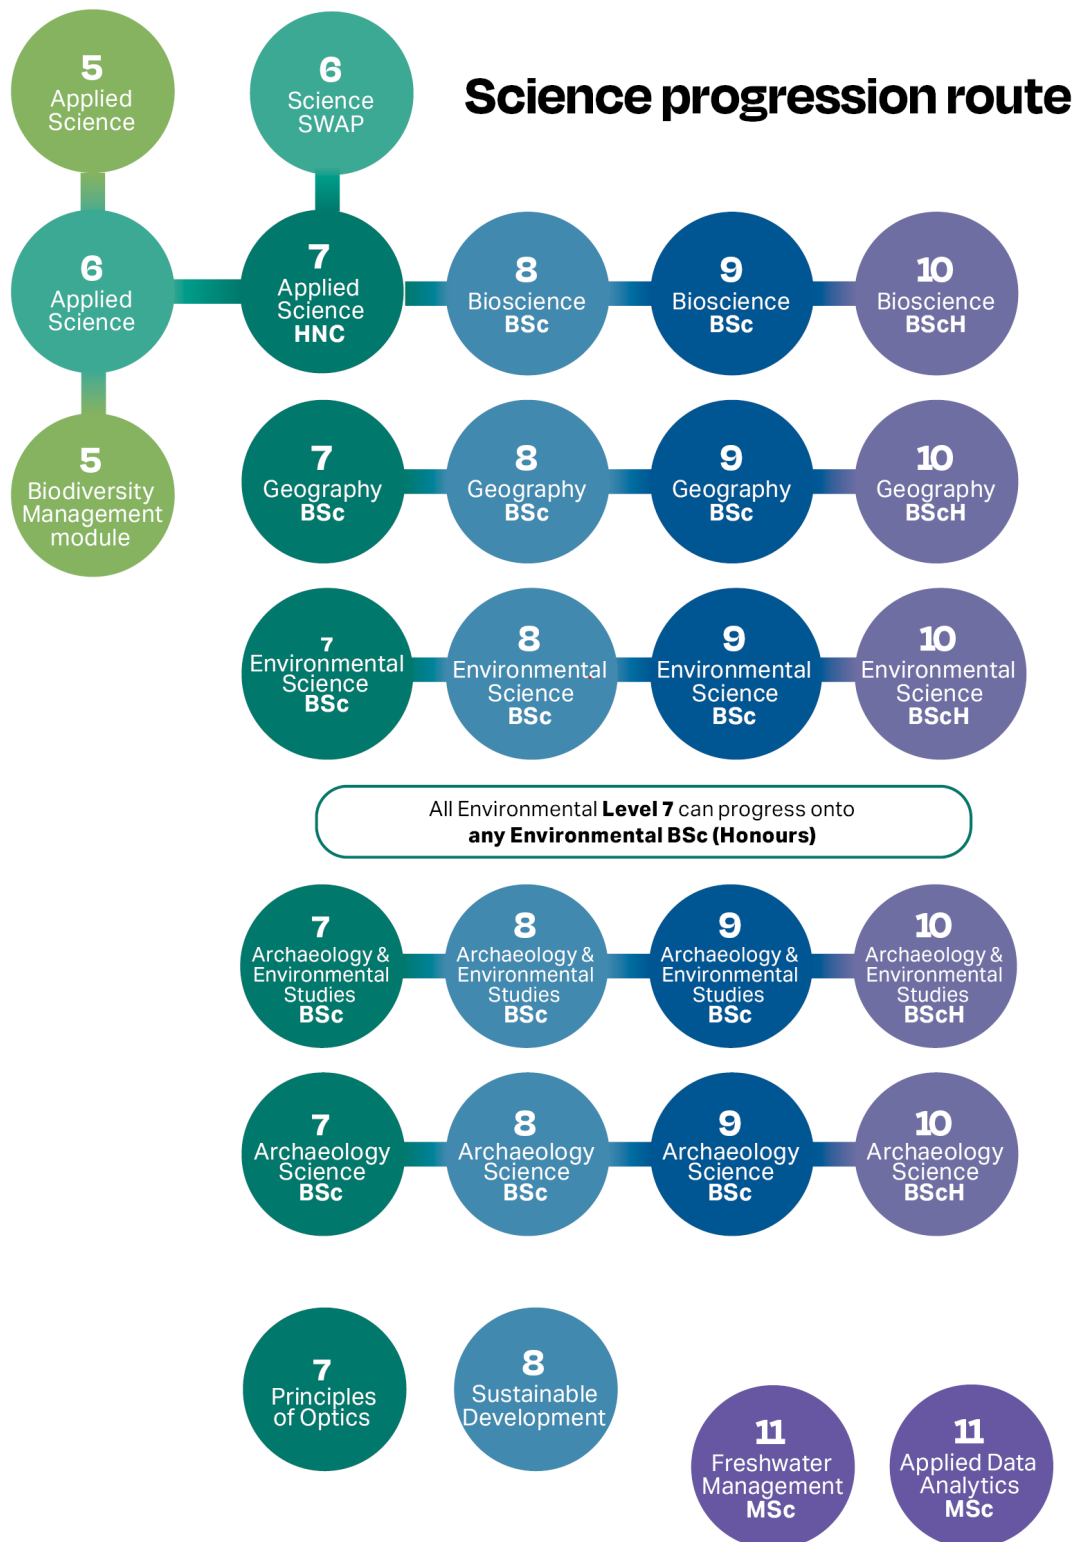 5
Applied
Science
6
Science
SWAP
Science progression route
6
Applied
Science
7
Applied
Science
HNC
8
Bioscience
BSc
9
Bioscience
BSc
10
Bioscience
BScH
5
Biodiversity
Management
module
7
Geography
BSc
8
Geography
BSc
9
Geography
BSc
10
Geography
BScH
7
Environmental
Science
BSc
8
Environmental
Science
BSc
9
Environmental
Science
BSc
10
Environmental
Science
BScH
All Environmental Level 7 can progress onto
any Environmental BSc (Honours)
7
Archaeology &
Environmental
Studies
BSc
8
Archaeology &
Environmental
Studies
BSc
9
Archaeology &
Environmental
Studies
BSc
10
Archaeology &
Environmental
Studies
BScH
7
Archaeology
Science
BSc
8
Archaeology
Science
BSc
9
Archaeology
Science
BSc
10
Archaeology
Science
BScH
7
Principles
of Optics
8
Sustainable
Development
11
Freshwater
Management
MSc
11
Applied Data
Analytics
MSc